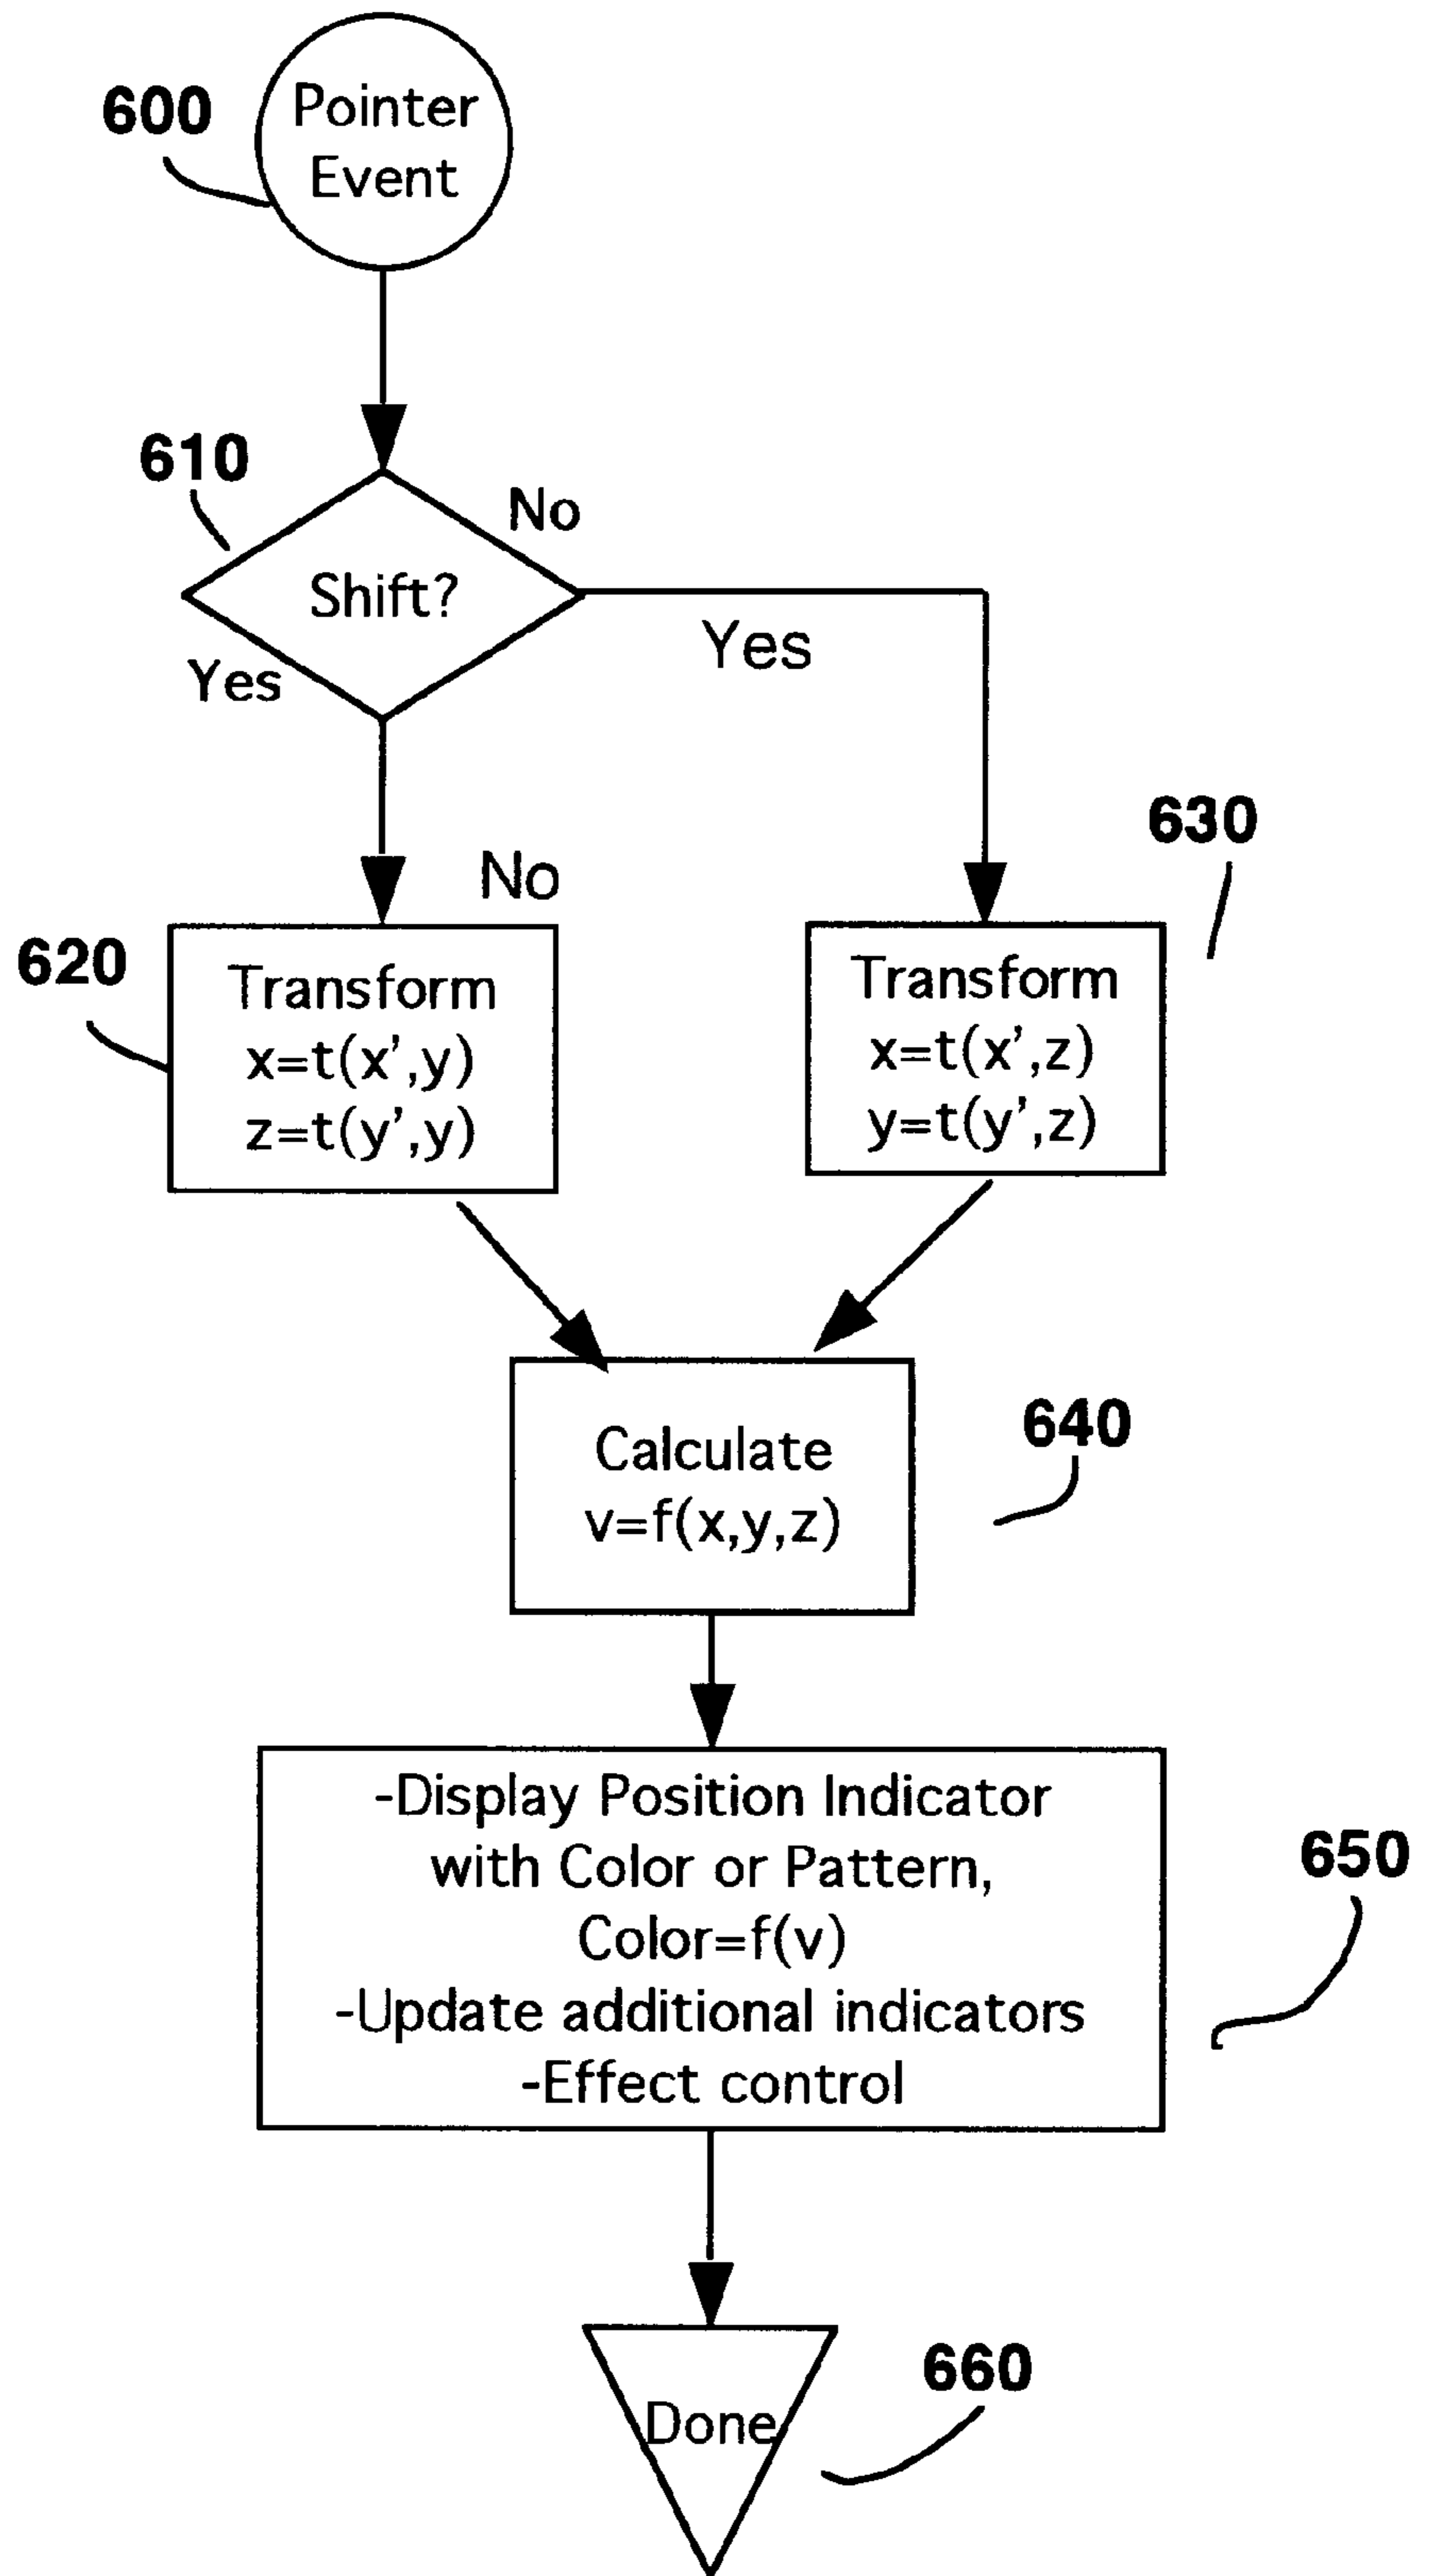 600
Pointer
Event
610
No
Shift?
Yes
Yes
No
630
620
Transform
x=t(x',y)
z=t(y',y)
Transform
x=t(x',z)
y=t(y',z)
640
Calculate
v=f(x,y,z)
650
-Display Position Indicator
with Color or Pattern,
Color=f(v)
-Update additional indicators
-Effect control
660
Done